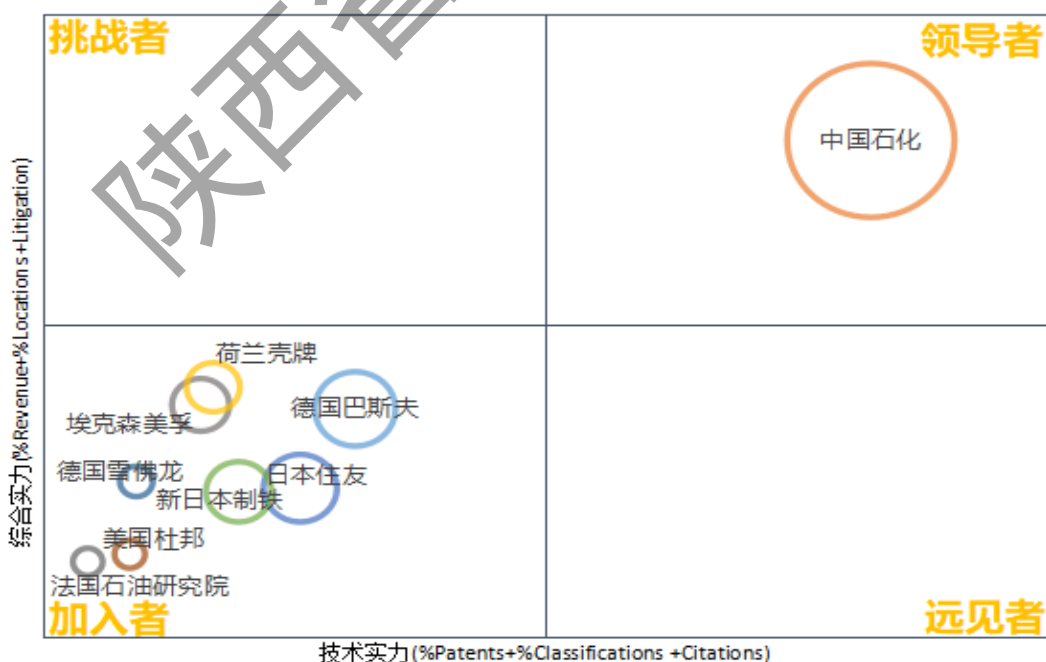 挑战者
领导者
陕西省
中国石化
综合实力(%Revenue+%Locations+Litigation)
荷兰壳牌
德国巴斯夫
埃克森美孚
德国雪佛龙
日本住友
新日本制铁
美国杜邦
法国石油研究院
加入者
远见者
技术实力(%Patents+%Classifications +Citations)